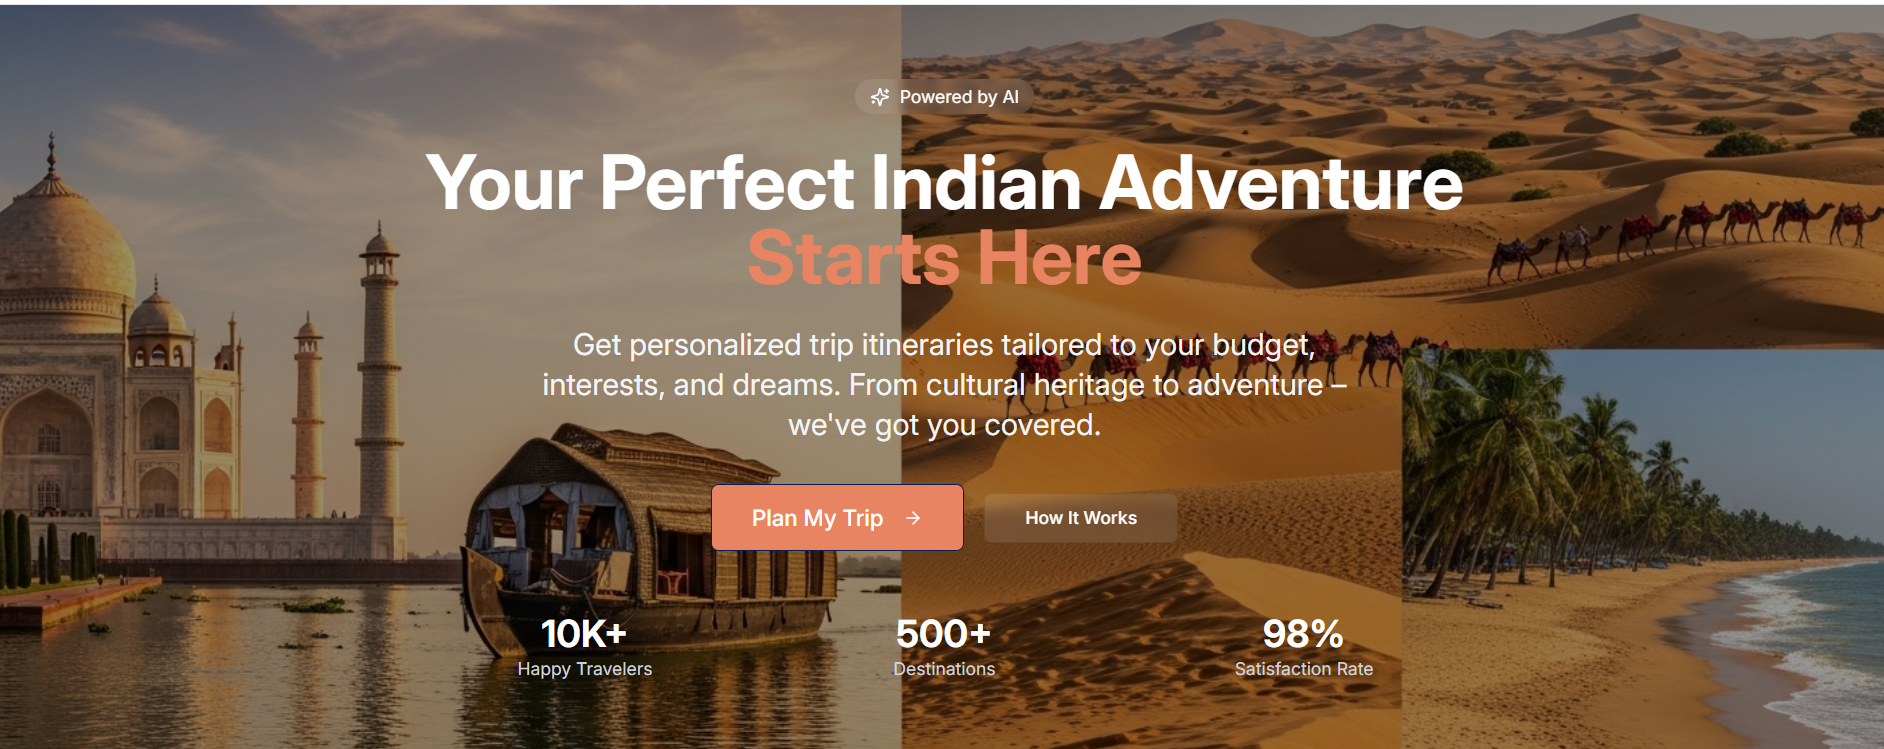 Powered by AI
Your Perfect Indian Adventure
Starts Here
Get personalized trip itineraries tailored to your budget,
interests, and dreams. From cultural heritage to adventure –
we've got you covered.
Plan My Trip →
How It Works
10K+
Happy Travelers
500+
Destinations
98%
Satisfaction Rate